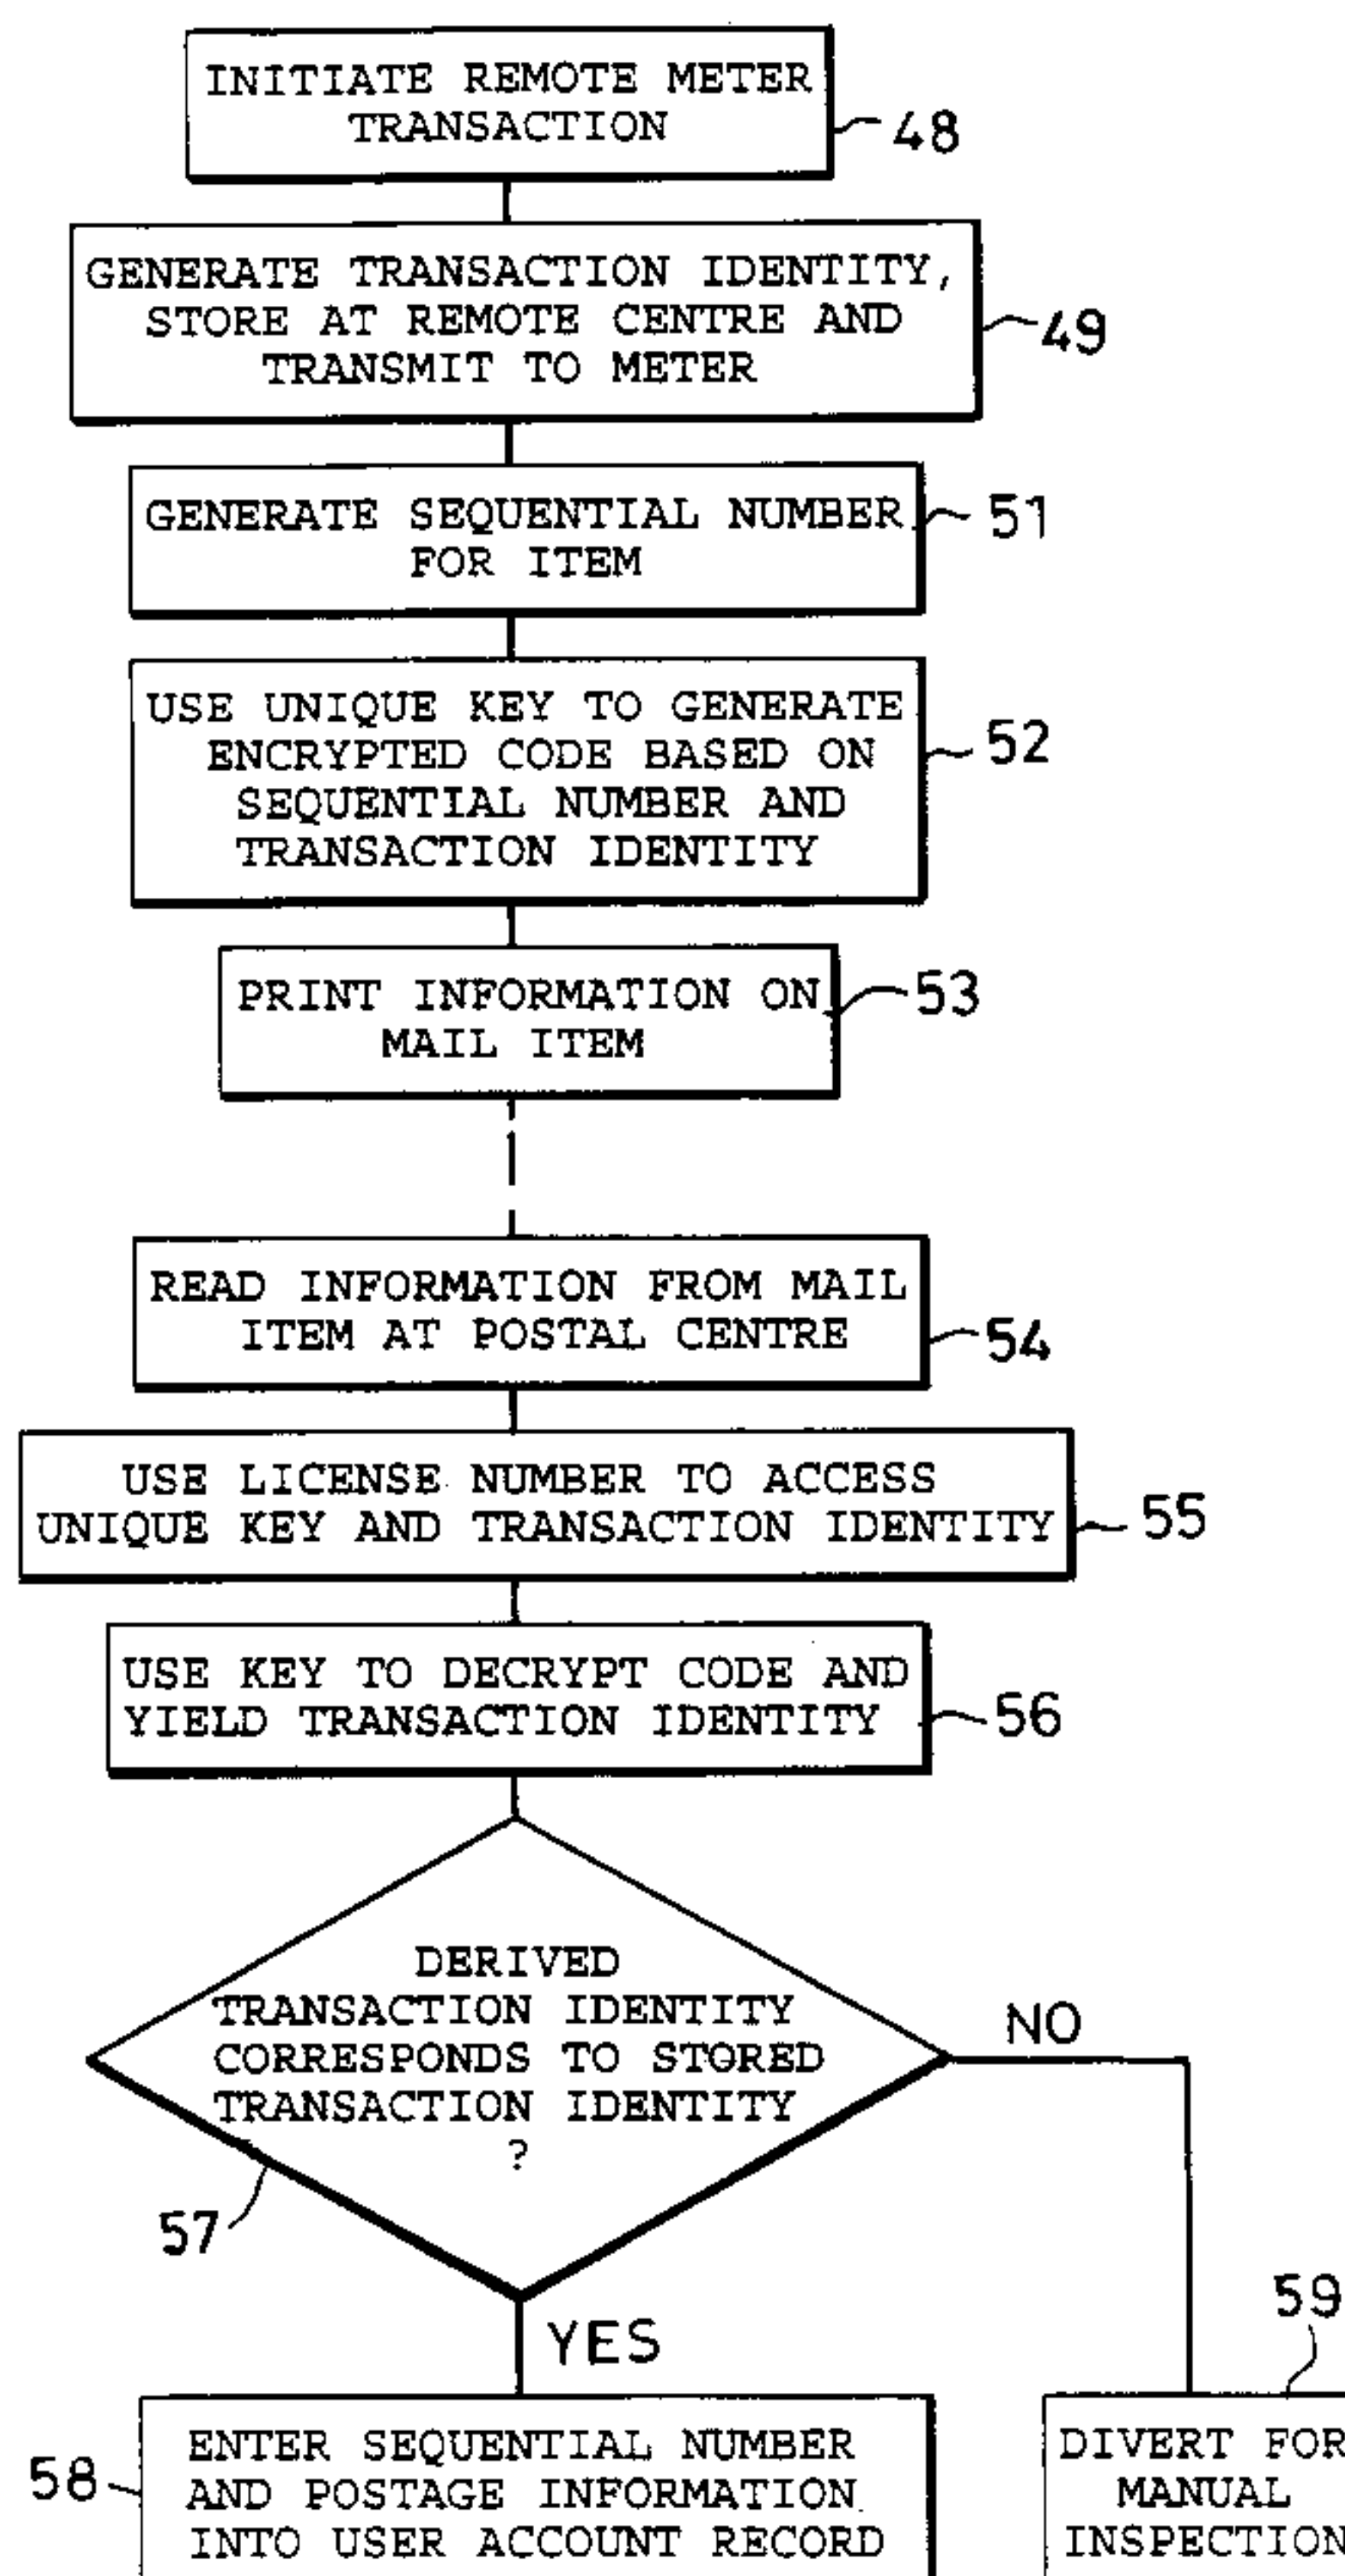 INITIATE REMOTE METER
TRANSACTION
48
GENERATE TRANSACTION IDENTITY,
STORE AT REMOTE CENTRE AND
TRANSMIT TO METER
49
GENERATE SEQUENTIAL NUMBER
FOR ITEM
51
USE UNIQUE KEY TO GENERATE
ENCRYPTED CODE BASED ON
SEQUENTIAL NUMBER AND
TRANSACTION IDENTITY
52
PRINT INFORMATION ON
MAIL ITEM
53
READ INFORMATION FROM MAIL
ITEM AT POSTAL CENTRE
54
USE LICENSE NUMBER TO ACCESS
UNIQUE KEY AND TRANSACTION IDENTITY
55
USE KEY TO DECRYPT CODE AND
YIELD TRANSACTION IDENTITY
56
DERIVED
TRANSACTION IDENTITY
CORRESPONDS TO STORED
TRANSACTION IDENTITY
?
57
NO
YES
58
ENTER SEQUENTIAL NUMBER
AND POSTAGE INFORMATION
INTO USER ACCOUNT RECORD
59
DIVERT FOR
MANUAL
INSPECTION